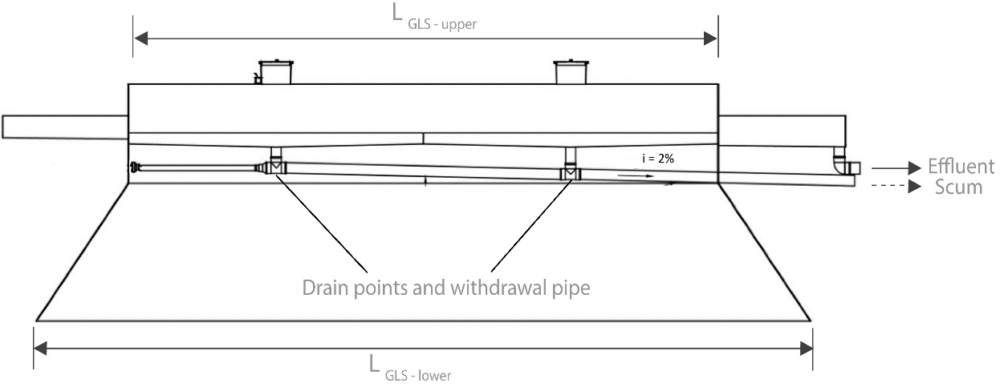 L GLS - upper
i = 2%
Effluent
Scum
Drain points and withdrawal pipe
L GLS - lower